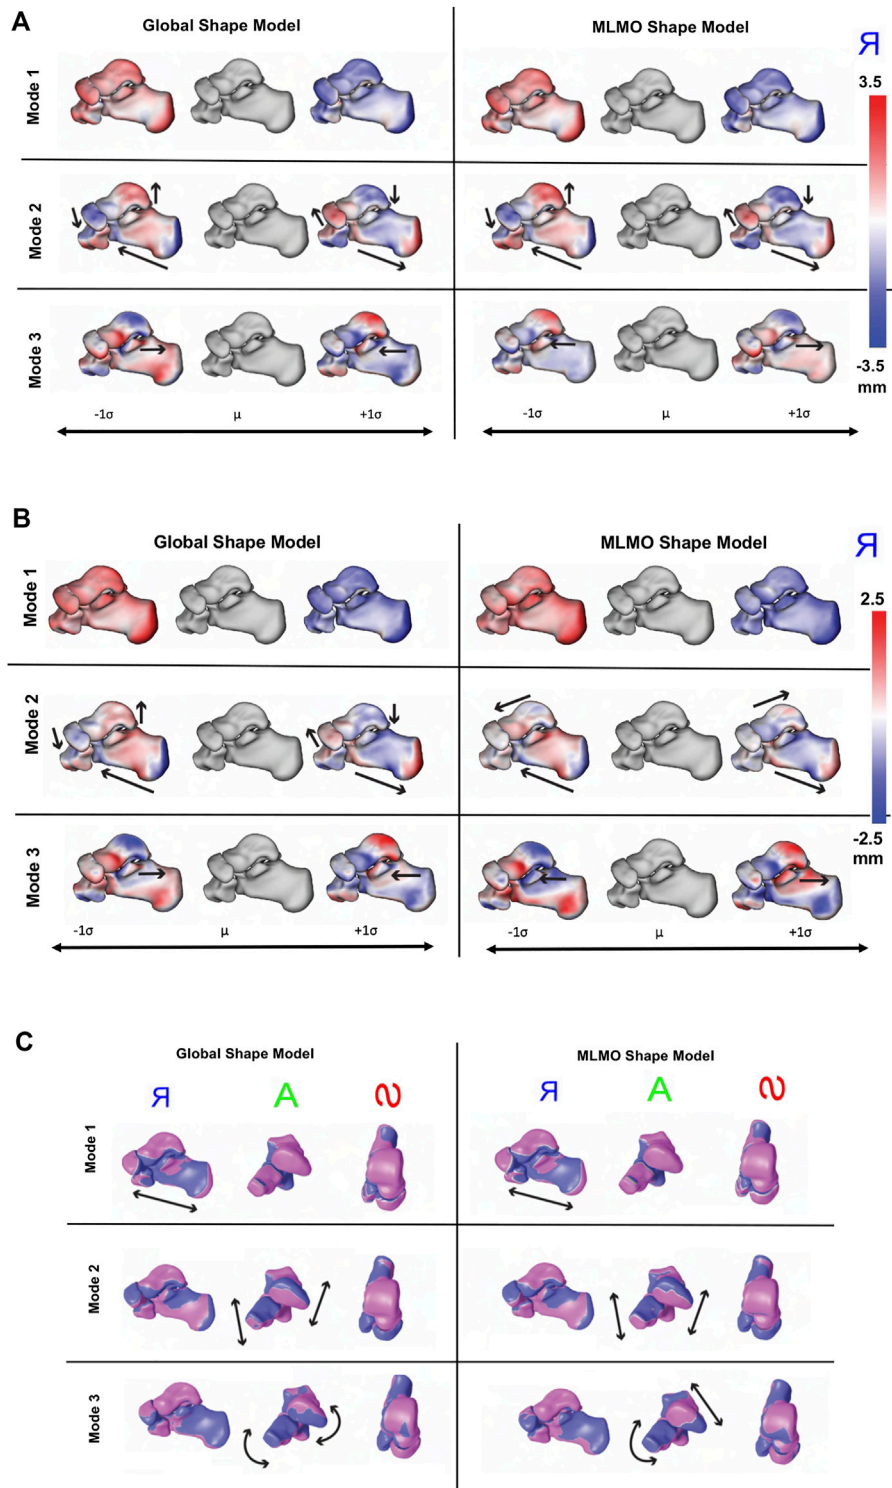 A
Global Shape Model
MLMO Shape Model
R
3.5
Mode 1
Mode 2
Mode 3
-3.5
mm
-1σ
μ
+1σ
-1σ
μ
+1σ
B
Global Shape Model
MLMO Shape Model
R
2.5
Mode 1
Mode 2
Mode 3
-2.5
mm
-1σ
μ
+1σ
-1σ
μ
+1σ
C
Global Shape Model
MLMO Shape Model
R
A
S
R
A
S
Mode 1
Mode 2
Mode 3